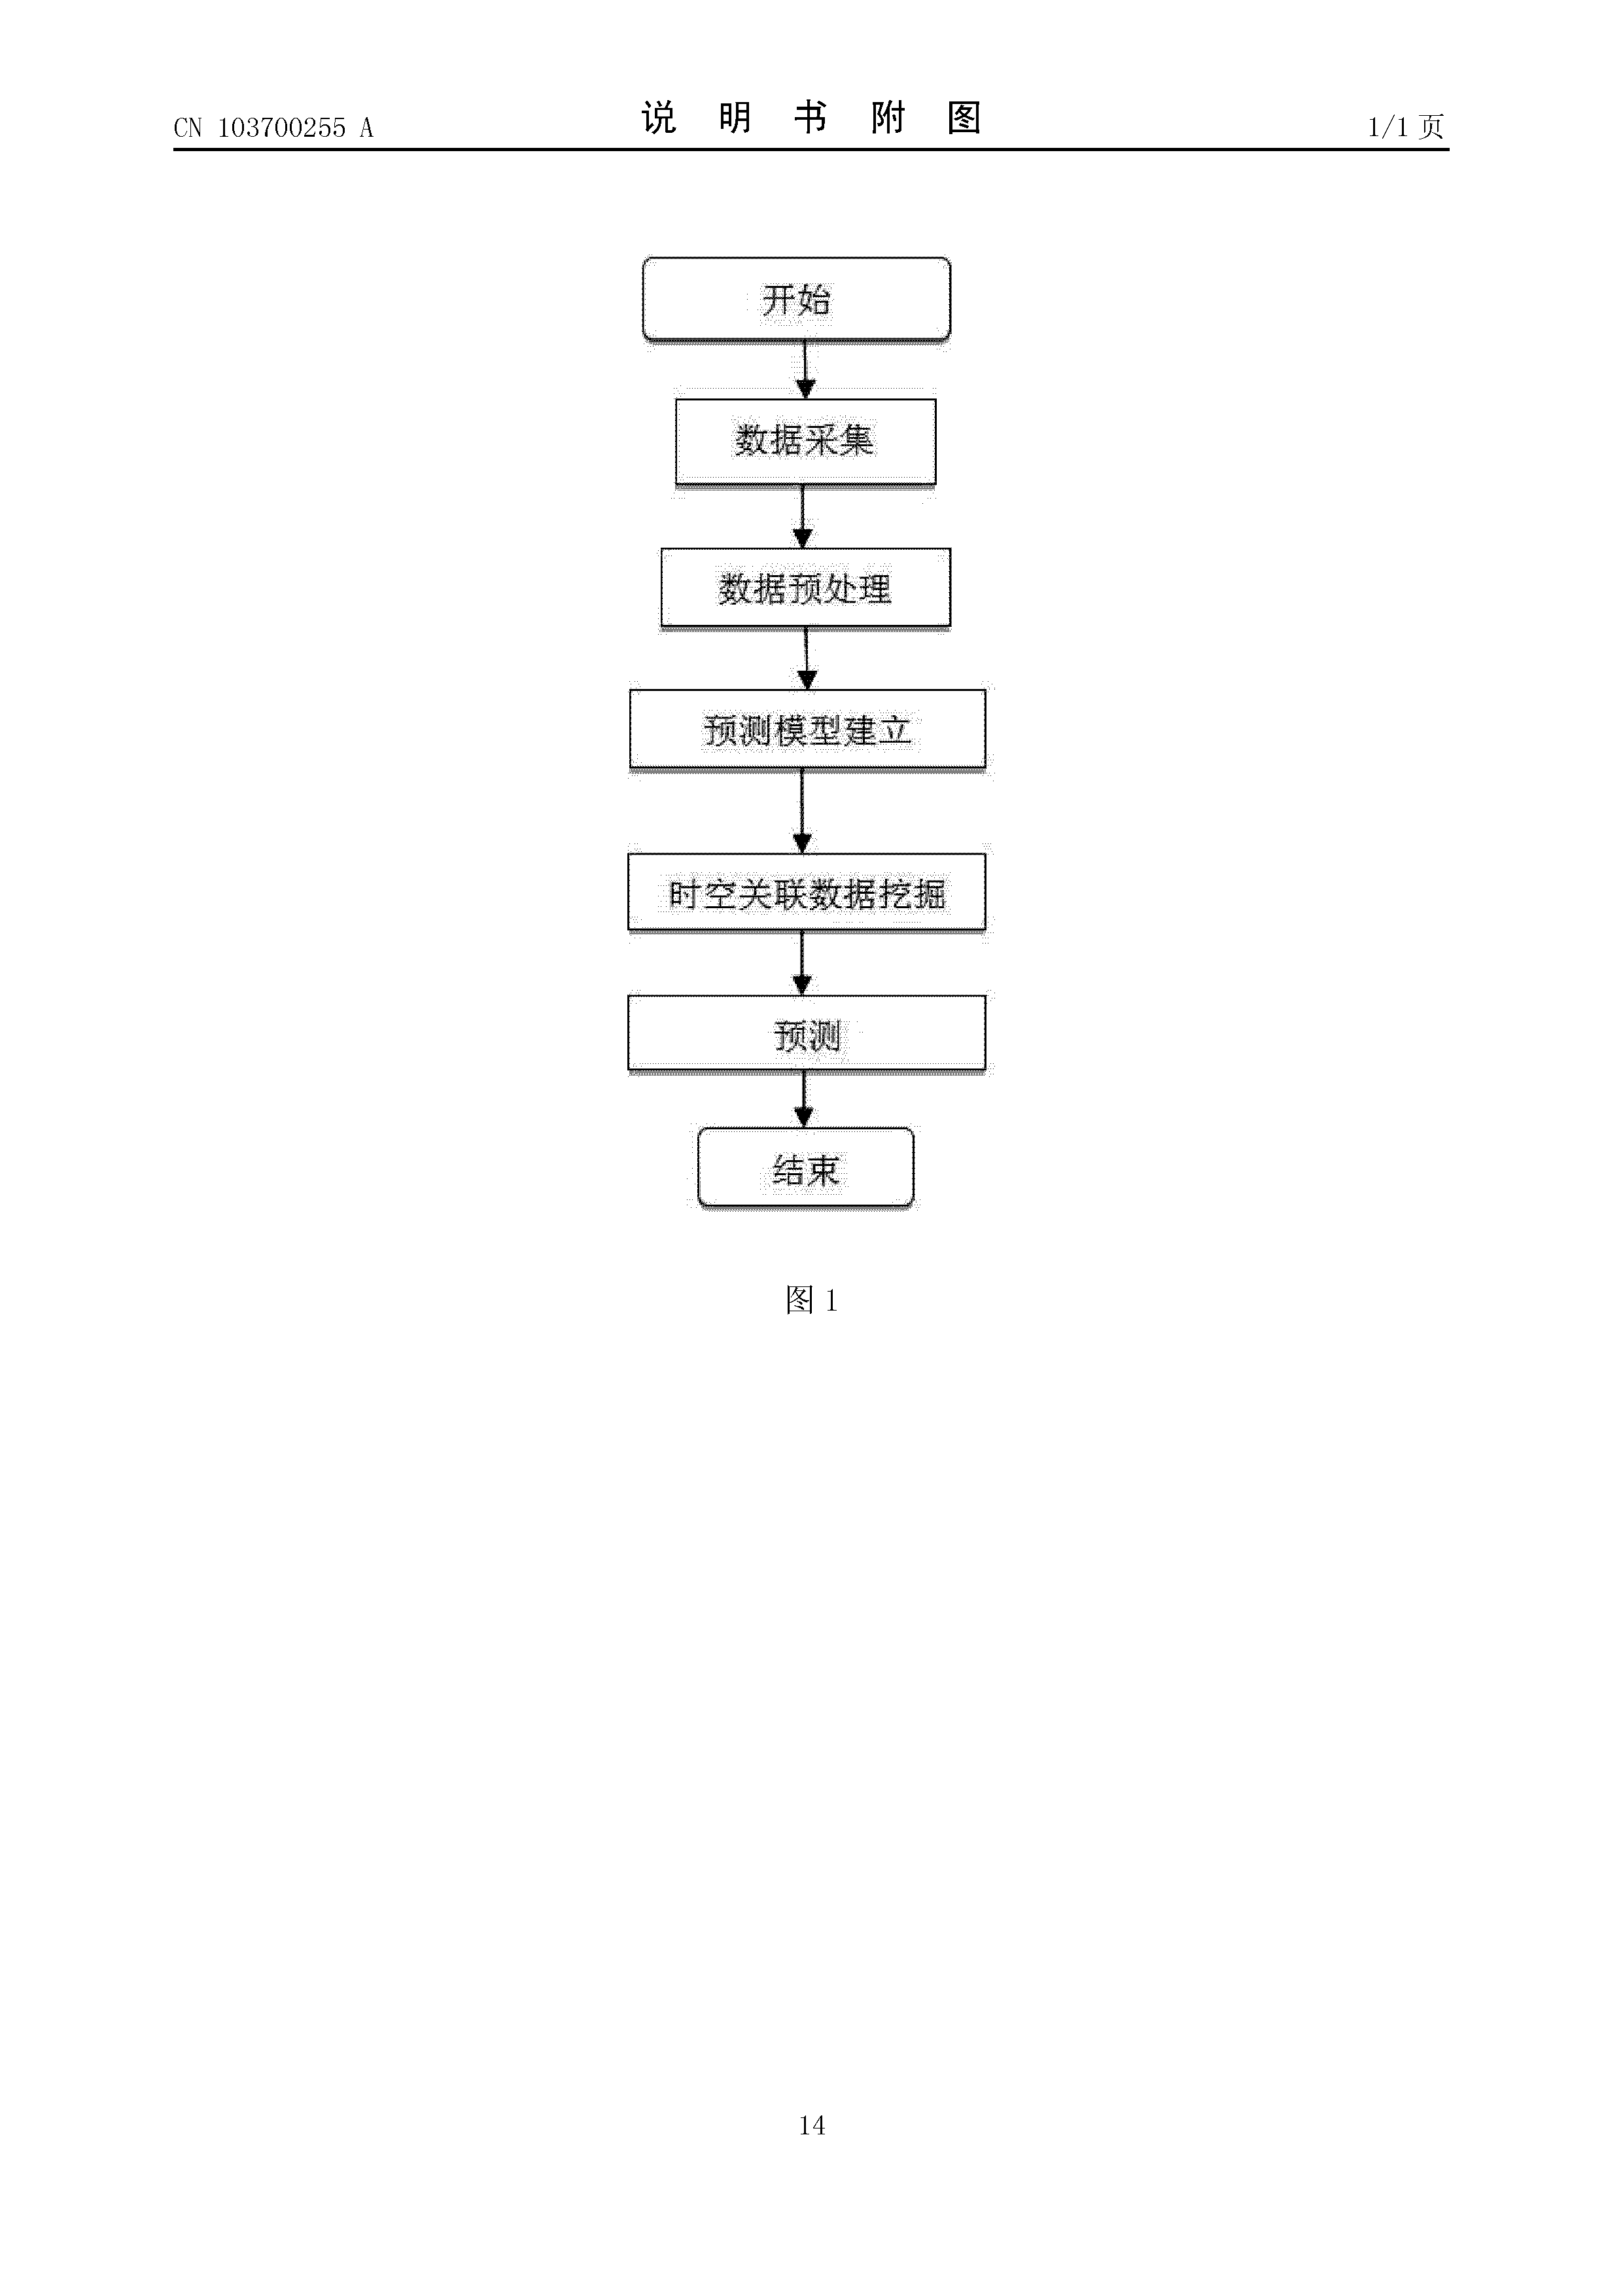 CN 103700255 A
说 明 书 附 图
1/1 页
开始
数据采集
数据预处理
预测模型建立
时空关联数据挖掘
预测
结束
图 1
14